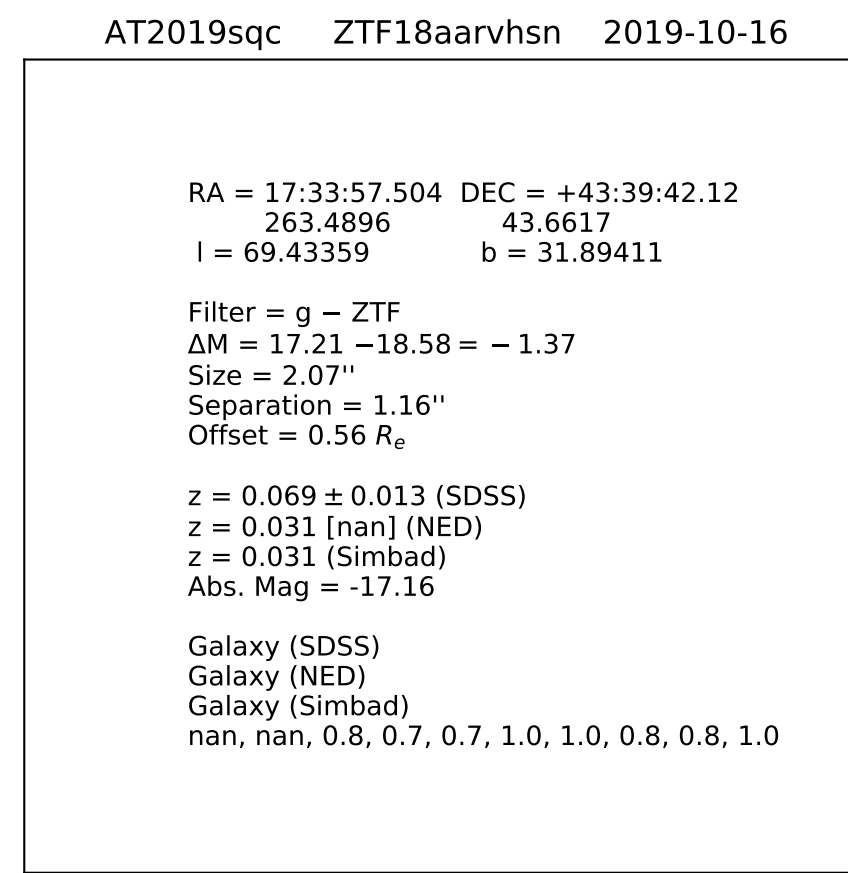 AT2019sqc ZTF18aarvhsn 2019-10-16
RA = 17:33:57.504 DEC = +43:39:42.12
263.4896 43.6617
l = 69.43359 b = 31.89411
Filter = g − ZTF
ΔM = 17.21 −18.58 = − 1.37
Size = 2.07''
Separation = 1.16''
Offset = 0.56 Rₑ
z = 0.069 ± 0.013 (SDSS)
z = 0.031 [nan] (NED)
z = 0.031 (Simbad)
Abs. Mag = -17.16
Galaxy (SDSS)
Galaxy (NED)
Galaxy (Simbad)
nan, nan, 0.8, 0.7, 0.7, 1.0, 1.0, 0.8, 0.8, 1.0